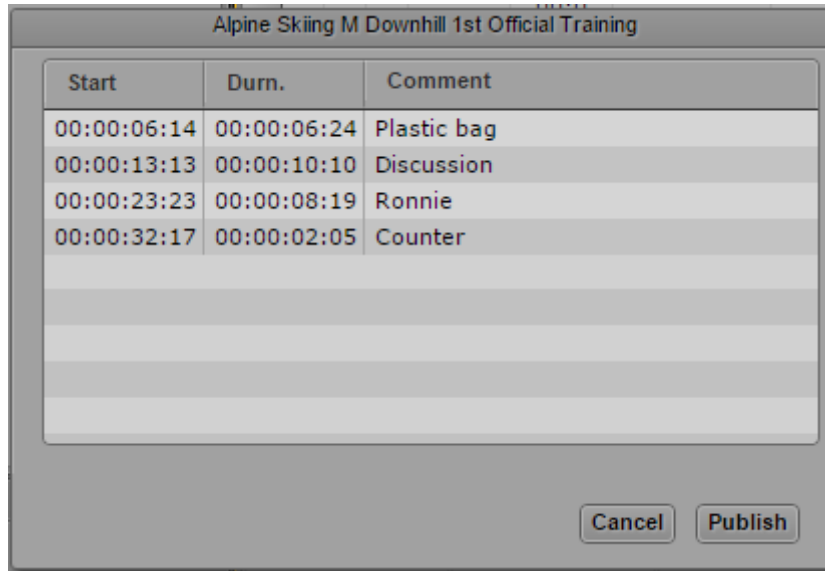 Alpine Skiing M Downhill 1st Official Training
Start Durn. Comment
00:00:06:14 00:00:06:24 Plastic bag
00:00:13:13 00:00:10:10 Discussion
00:00:23:23 00:00:08:19 Ronnie
00:00:32:17 00:00:02:05 Counter
Cancel Publish